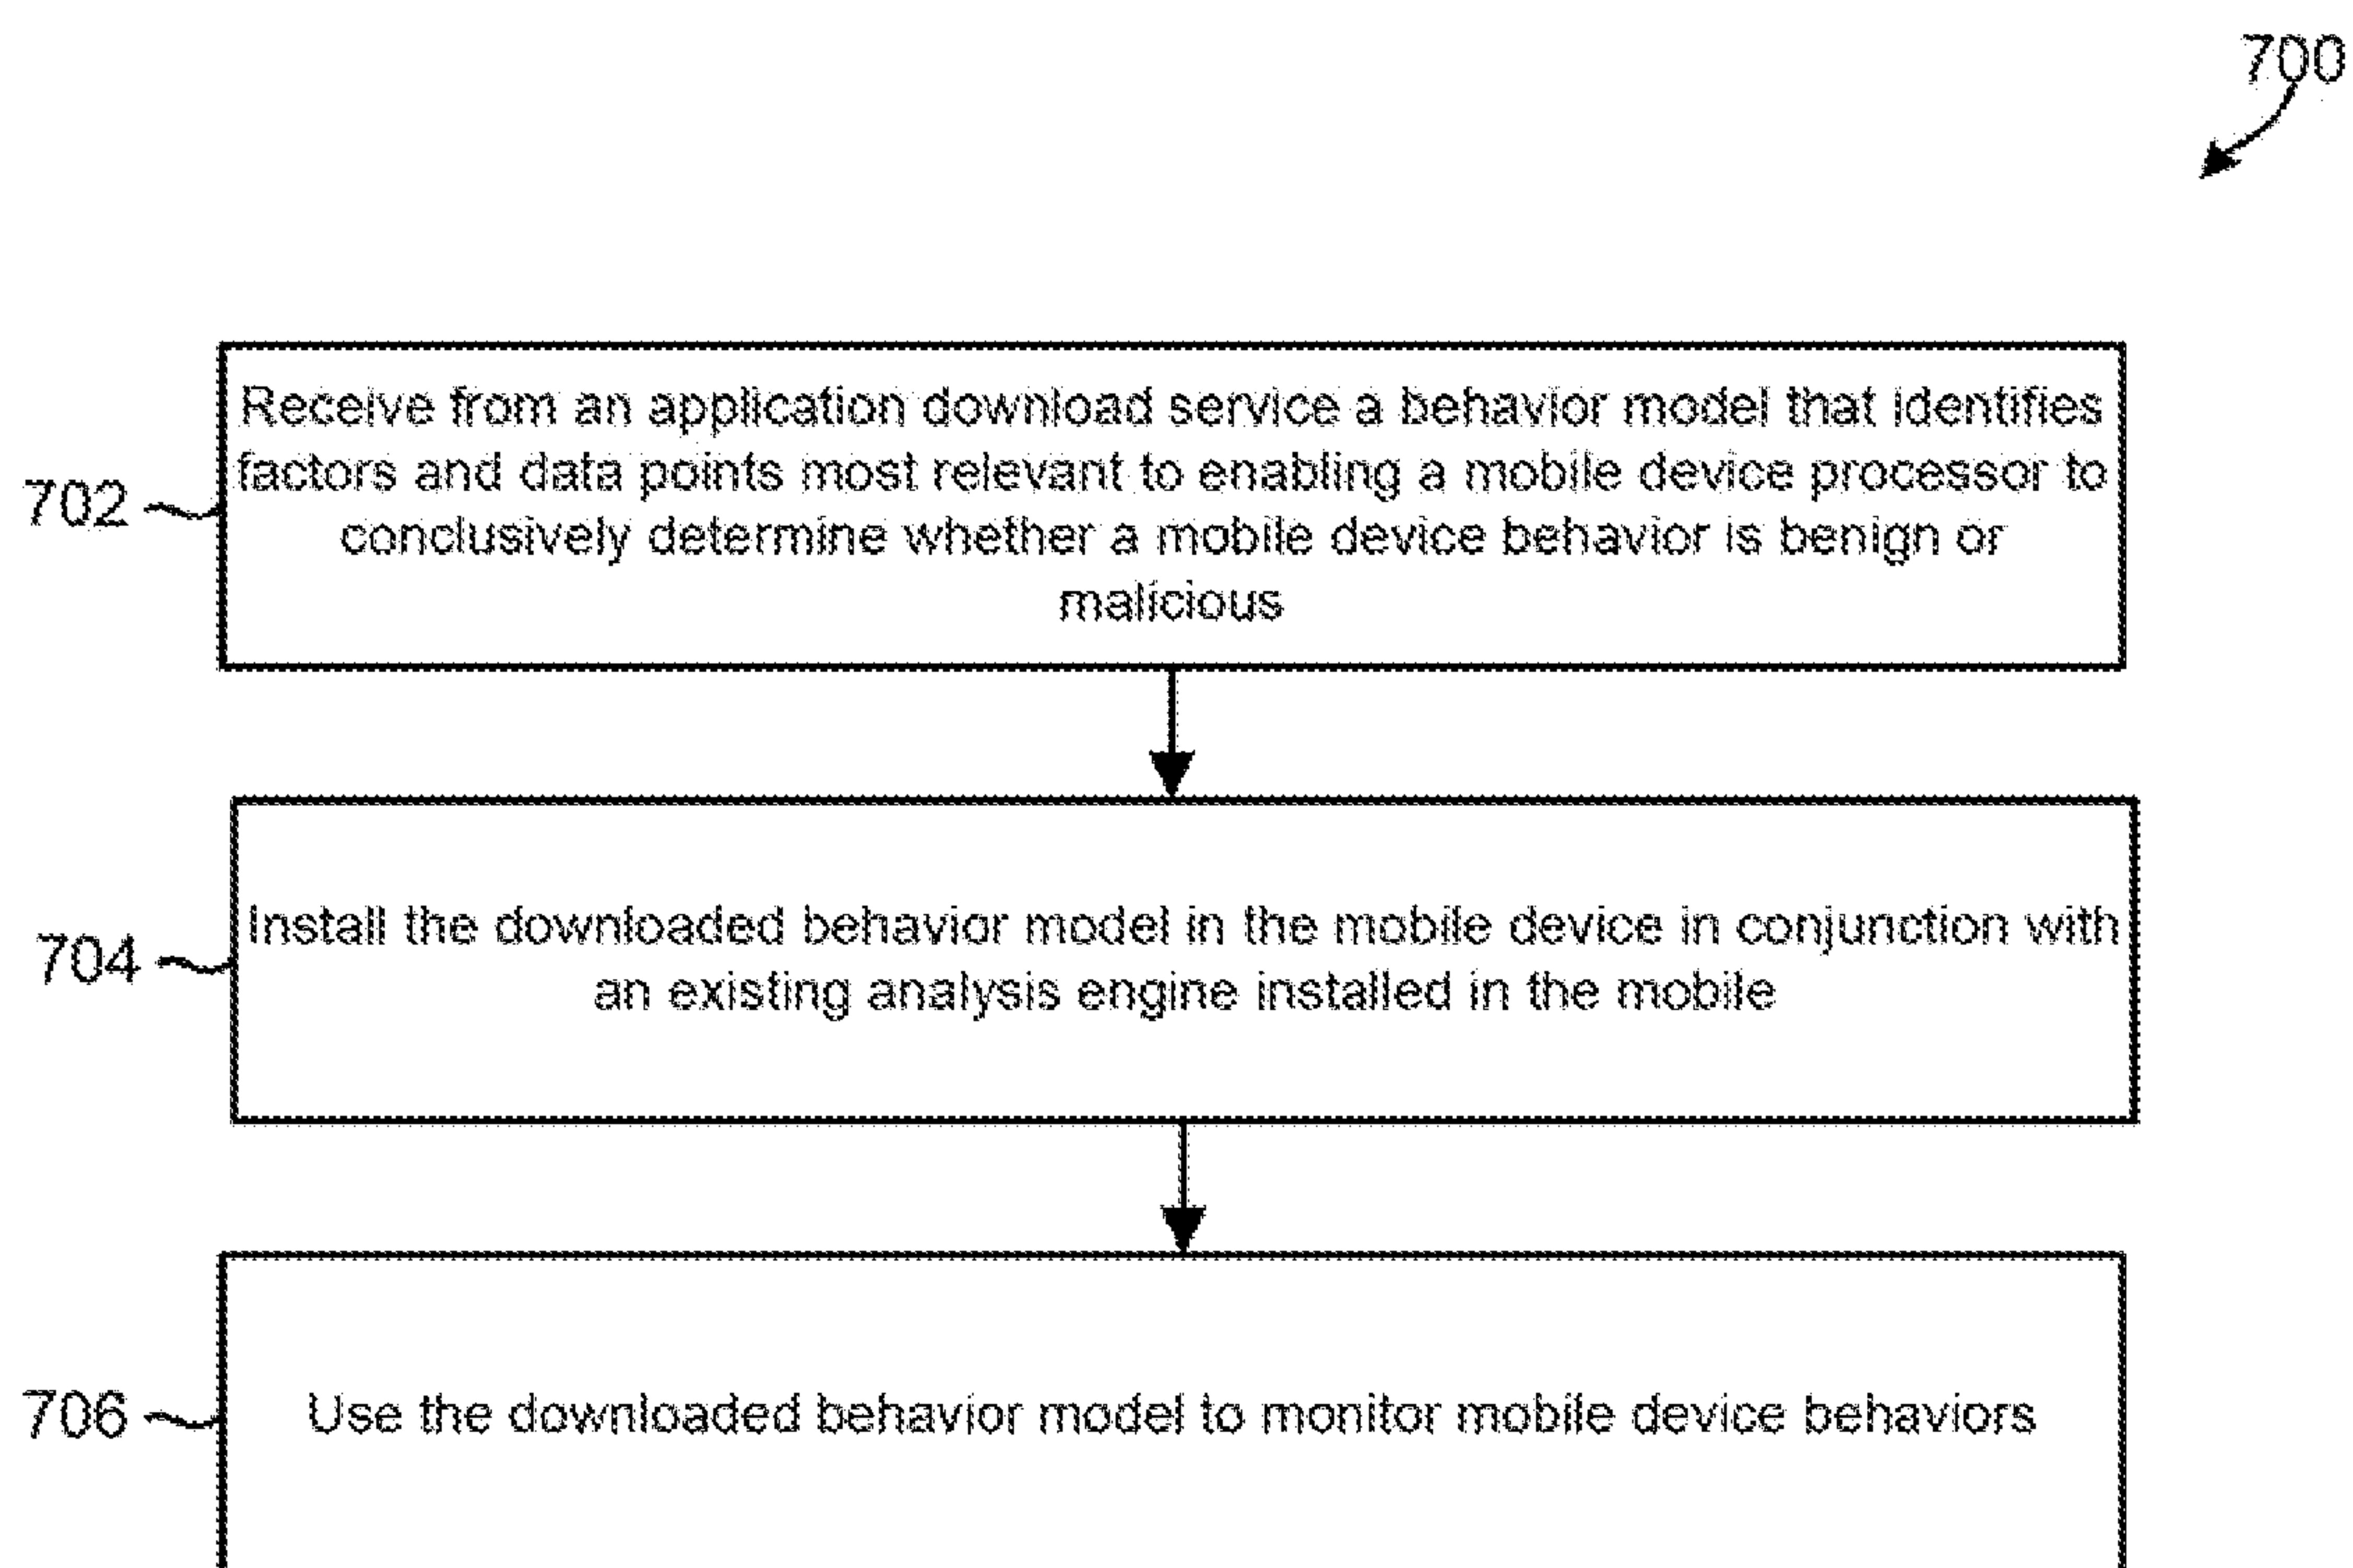 700
Receive from an application download service a behavior model that identifies
factors and data points most relevant to enabling a mobile device processor to
702
conclusively determine whether a mobile device behavior is benign or
malicious
Install the downloaded behavior model in the mobile device in conjunction with
704
an existing analysis engine installed in the mobile
706
Use the downloaded behavior model to monitor mobile device behaviors